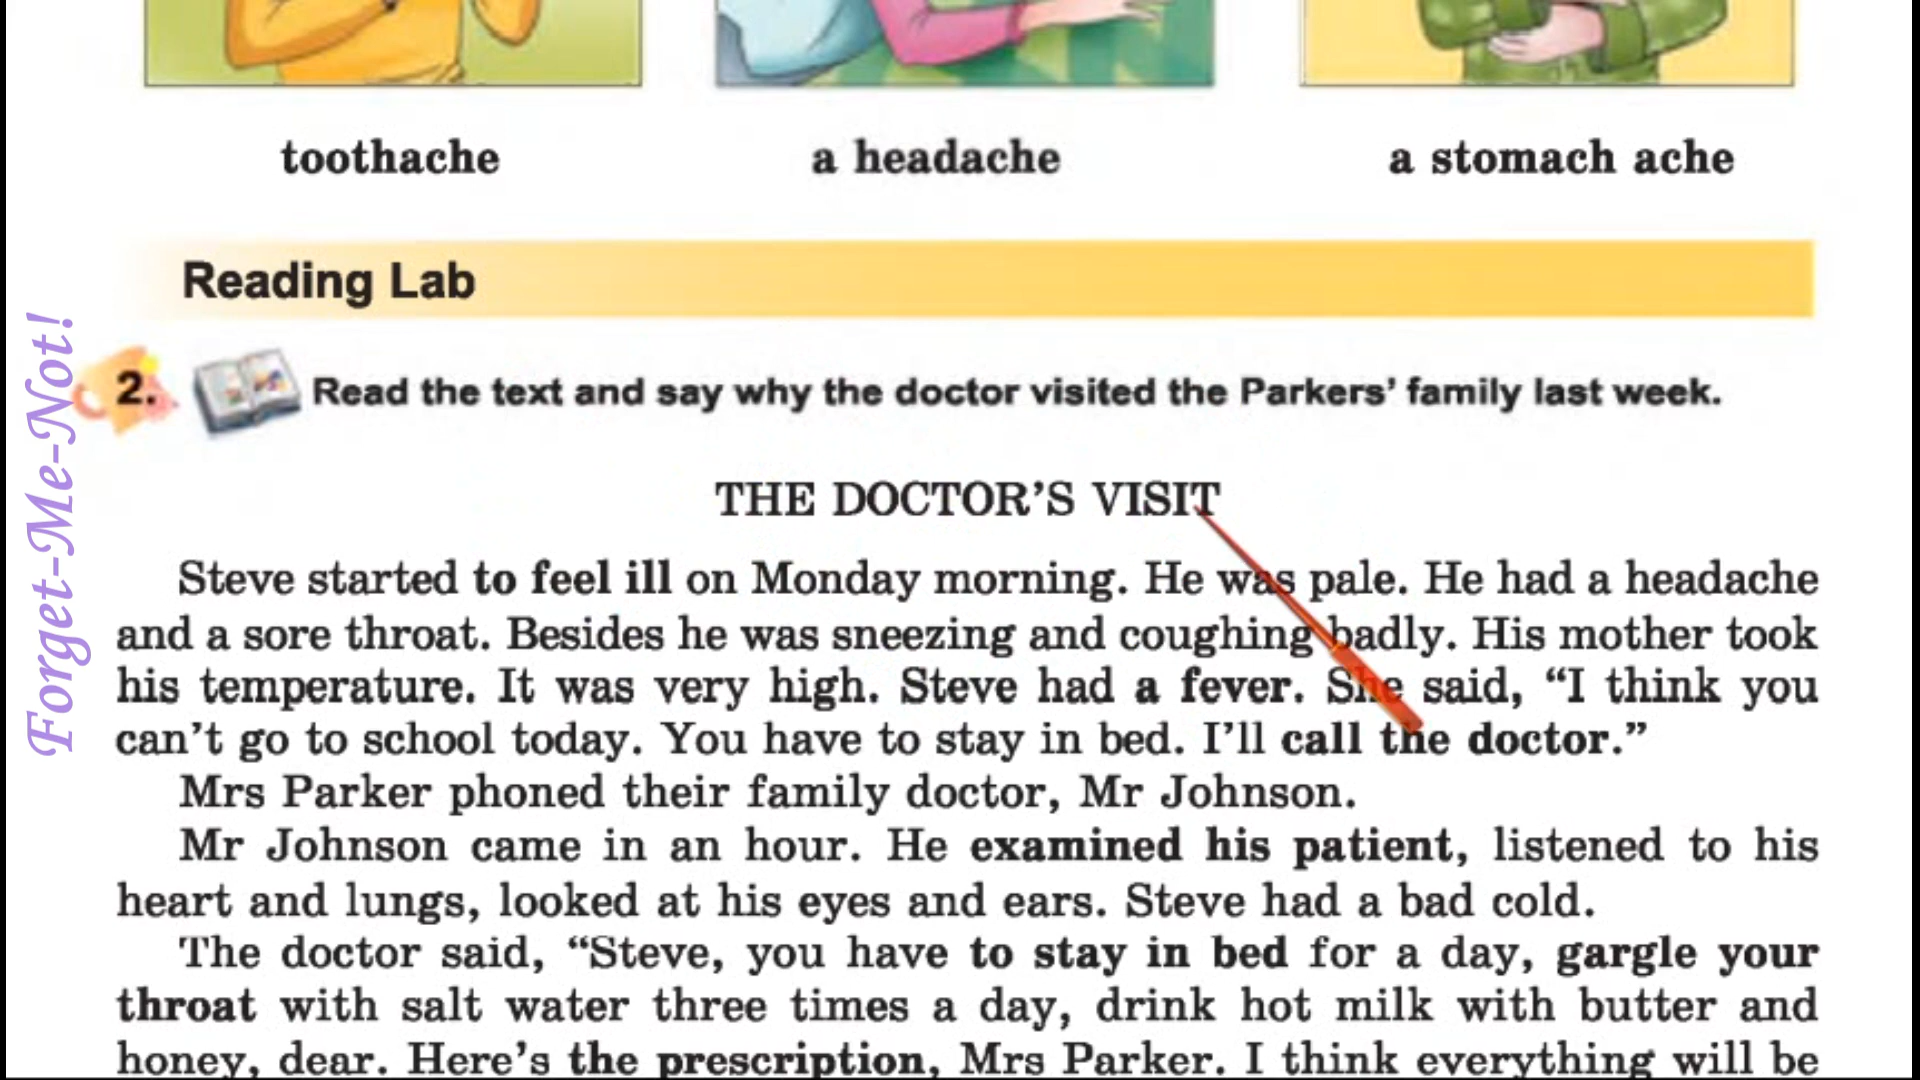 toothache
a headache
a stomach ache
Reading Lab
2.
Read the text and say why the doctor visited the Parkers’ family last week.
THE DOCTOR’S VISIT
Steve started to feel ill on Monday morning. He was pale. He had a headache
and a sore throat. Besides he was sneezing and coughing badly. His mother took
his temperature. It was very high. Steve had a fever. She said, “I think you
can’t go to school today. You have to stay in bed. I’ll call the doctor.”
Mrs Parker phoned their family doctor, Mr Johnson.
Mr Johnson came in an hour. He examined his patient, listened to his
heart and lungs, looked at his eyes and ears. Steve had a bad cold.
The doctor said, “Steve, you have to stay in bed for a day, gargle your
throat with salt water three times a day, drink hot milk with butter and
honey, dear. Here’s the prescription, Mrs Parker. I think everything will be
Forget-Me-Not!